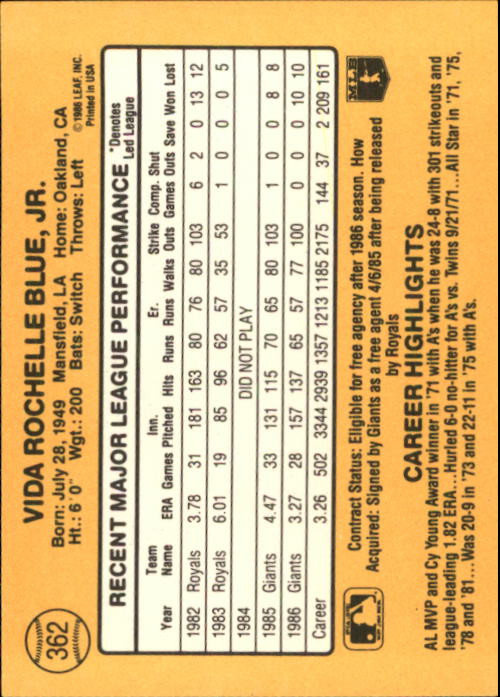 362
VIDA ROCHELLE BLUE, JR.
Born: July 28, 1949 Mansfield, LA Home: Oakland, CA
Ht.: 6'0" Wgt.: 200 Bats: Switch Throws: Left
© 1986 LEAF, INC.
Printed in USA
RECENT MAJOR LEAGUE PERFORMANCE
*Denotes
Led League
Team Inn. Er. Strike Comp. Shut
Year Name ERA Games Pitched Hits Runs Runs Walks Outs Games Outs Save Won Lost
1982 Royals 3.78 31 181 163 80 76 80 103 6 2 0 13 12
1983 Royals 6.01 19 85 96 62 57 35 53 1 0 0 0 5
1984 DID NOT PLAY
1985 Giants 4.47 33 131 115 70 65 80 103 1 0 0 8 8
1986 Giants 3.27 28 157 137 65 57 77 100 0 0 0 10 10
Career 3.26 502 3344 2939 1357 1213 1185 2175 144 37 2 209 161
Contract Status: Eligible for free agency after 1986 season. How
Acquired: Signed by Giants as a free agent 4/6/85 after being released
by Royals
MLB
CAREER HIGHLIGHTS
AL MVP and Cy Young Award winner in '71 with A's when he was 24-8 with 301 strikeouts and
league-leading 1.82 ERA... Hurled 6-0 no-hitter for A's vs. Twins 9/21/71... All Star in '71, '75,
'78 and '81... Was 20-9 in '73 and 22-11 in '75 with A's.